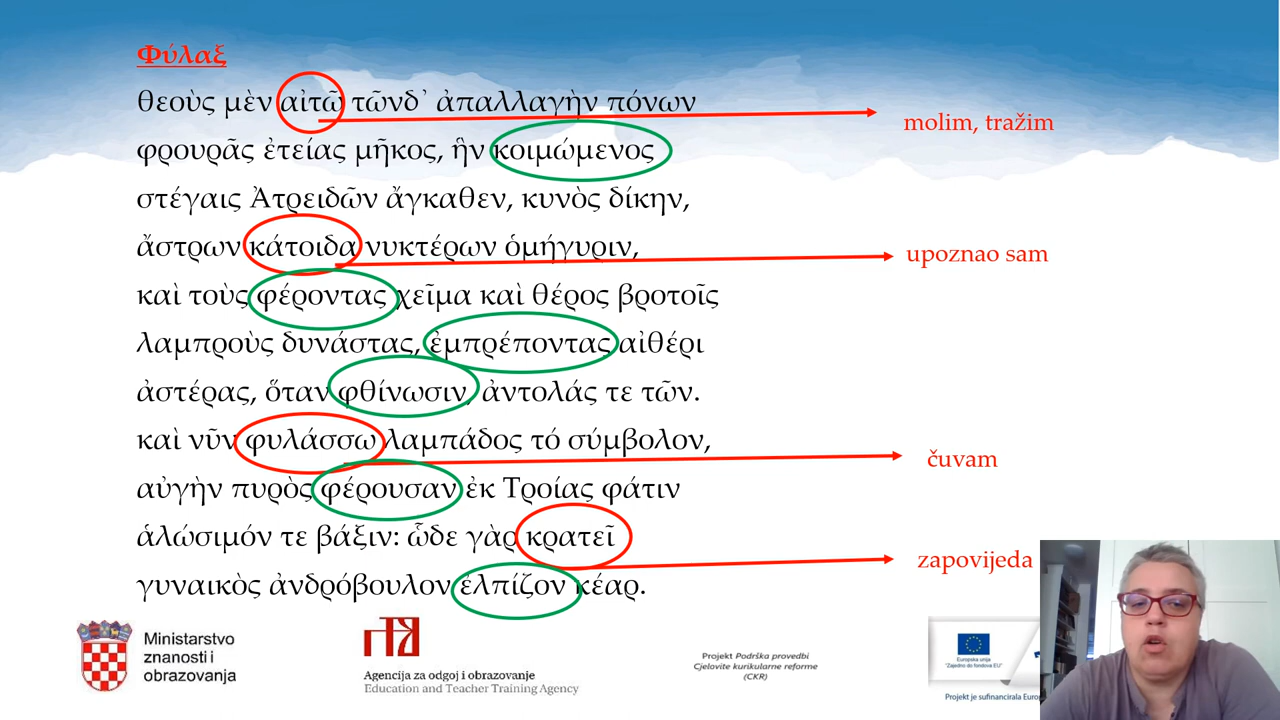 Φύλαξ
θεοὺς μὲν αἰτῶ τῶνδ᾽ ἀπαλλαγὴν πόνων
φρουρᾶς ἐτείας μῆκος, ἣν κοιμώμενος
στέγαις Ἀτρειδῶν ἄγκαθεν, κυνὸς δίκην,
ἄστρων κάτοιδα νυκτέρων ὁμήγυριν,
καὶ τοὺς φέροντας χεῖμα καὶ θέρος βροτοῖς
λαμπροὺς δυνάστας, ἐμπρέποντας αἰθέρι
ἀστέρας, ὅταν φθίνωσιν, ἀντολάς τε τῶν.
καὶ νῦν φυλάσσω λαμπάδος τό σύμβολον,
αὐγὴν πυρὸς φέρουσαν ἐκ Τροίας φάτιν
ἁλώσιμόν τε βάξιν: ὧδε γὰρ κρατεῖ
γυναικὸς ἀνδρόβουλον ἐλπίζον κέαρ.
molim, tražim
upoznao sam
čuvam
zapovijeda
Ministarstvo
znanosti i
obrazovanja
Agencija za odgoj i obrazovanje
Education and Teacher Training Agency
Projekt Podrška provedbi
Cjelovite kurikularne reforme
(CKR)
Europska unija
"Zajedno do fondova EU"
Projekt je sufinancirala